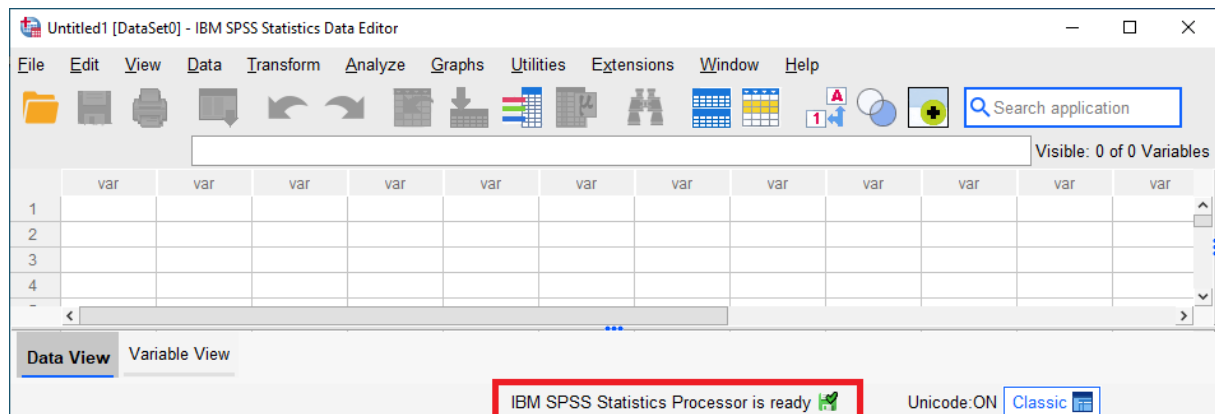 Untitled1 [DataSet0] - IBM SPSS Statistics Data Editor
File Edit View Data Transform Analyze Graphs Utilities Extensions Window Help
A
1
Search application
Visible: 0 of 0 Variables
var var var var var var var var var var var var
1
2
3
4
Data View Variable View
IBM SPSS Statistics Processor is ready Unicode:ON Classic